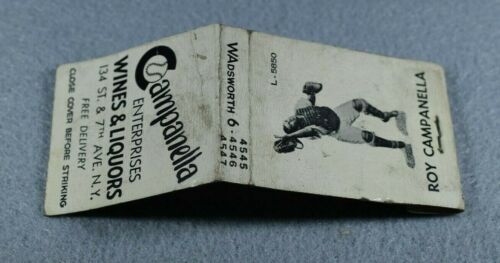 Campanella
ENTERPRISES
WINES & LIQUORS
134 ST. & 7TH AVE. N.Y.
FREE DELIVERY
CLOSE COVER BEFORE STRIKING
WADSWORTH 6 - 4545
4546
4547
L-5850
ROY CAMPANELLA